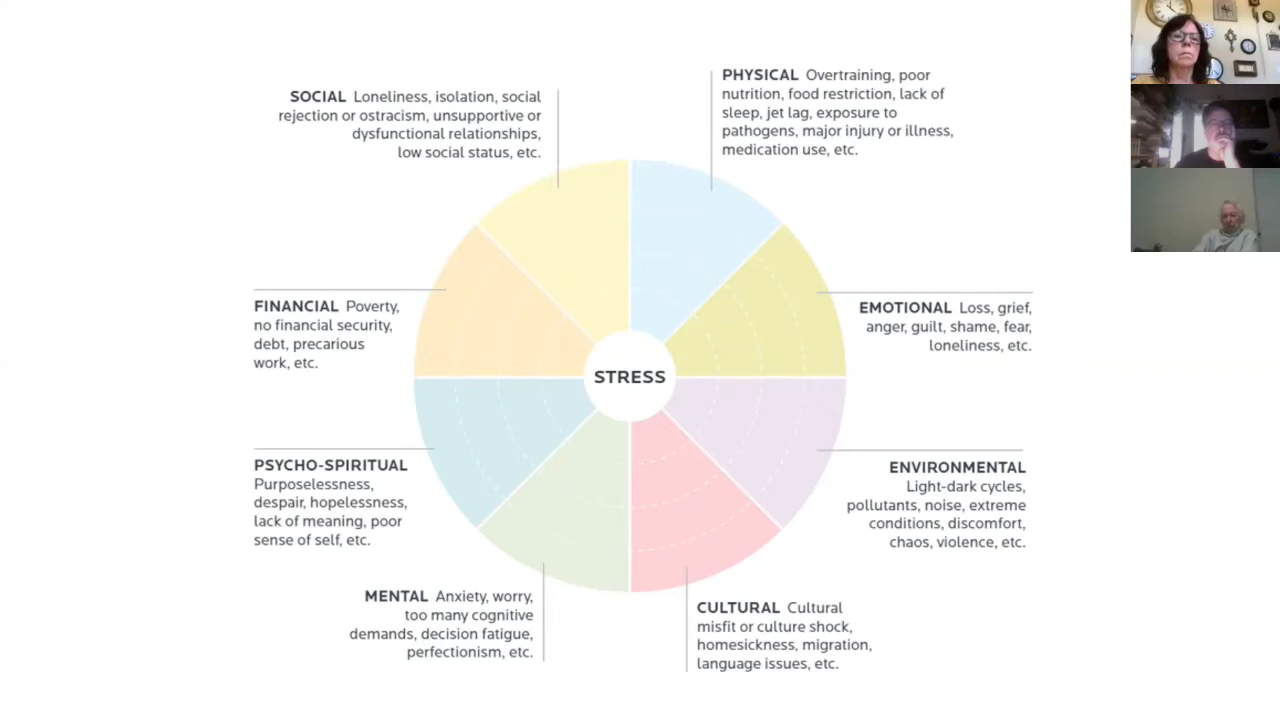 SOCIAL Loneliness, isolation, social
rejection or ostracism, unsupportive or
dysfunctional relationships,
low social status, etc.
PHYSICAL Overtraining, poor
nutrition, food restriction, lack of
sleep, jet lag, exposure to
pathogens, major injury or illness,
medication use, etc.
FINANCIAL Poverty,
no financial security,
debt, precarious
work, etc.
EMOTIONAL Loss, grief,
anger, guilt, shame, fear,
loneliness, etc.
STRESS
PSYCHO-SPIRITUAL
Purposelessness,
despair, hopelessness,
lack of meaning, poor
sense of self, etc.
ENVIRONMENTAL
Light-dark cycles,
pollutants, noise, extreme
conditions, discomfort,
chaos, violence, etc.
MENTAL Anxiety, worry,
too many cognitive
demands, decision fatigue,
perfectionism, etc.
CULTURAL Cultural
misfit or culture shock,
homesickness, migration,
language issues, etc.